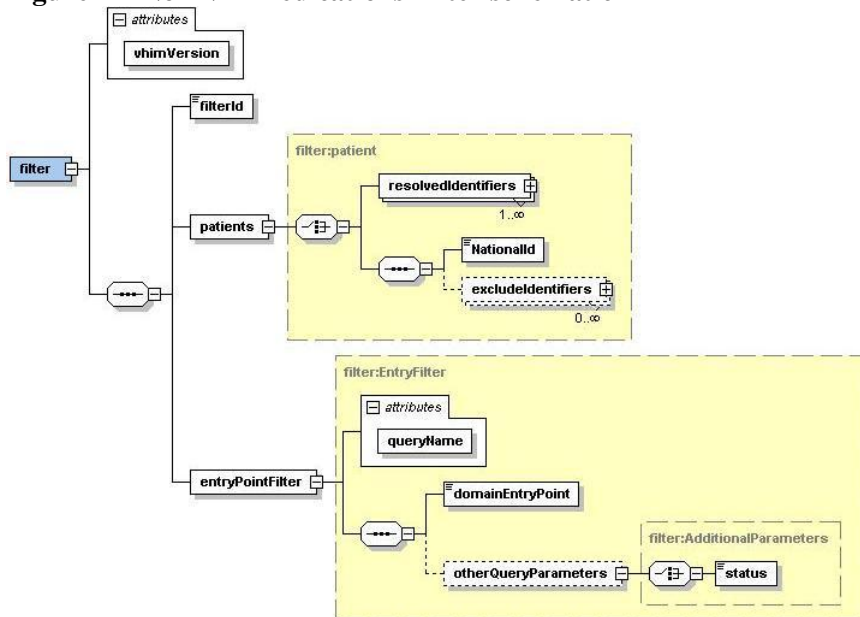 attributes
vhimVersion
filterId
filter
filter:patient
resolvedIdentifiers
1..∞
patients
NationalId
excludeIdentifiers
0..∞
filter:EntryFilter
attributes
queryName
entryPointFilter
domainEntryPoint
filter:AdditionalParameters
otherQueryParameters
status